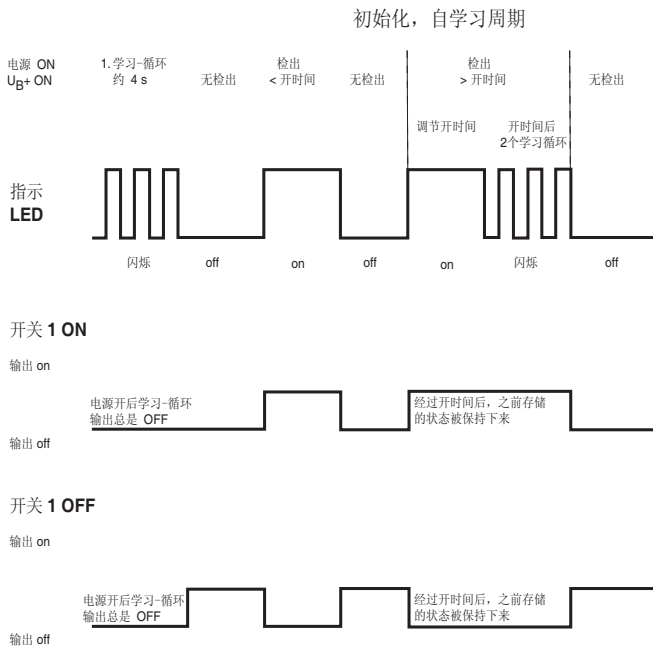 初始化，自学习周期
电源 ON
UB+ ON
1. 学习-循环
约 4 s
无检出
检出
< 开时间
无检出
检出
> 开时间
无检出
调节开时间
开时间后
2个学习循环
指示
LED
闪烁
off
on
off
on
闪烁
off
开关 1 ON
输出 on
电源开后学习-循环
输出总是 OFF
经过开时间后，之前存储
的状态被保持下来
输出 off
开关 1 OFF
输出 on
电源开后学习-循环
输出总是 OFF
经过开时间后，之前存储
的状态被保持下来
输出 off